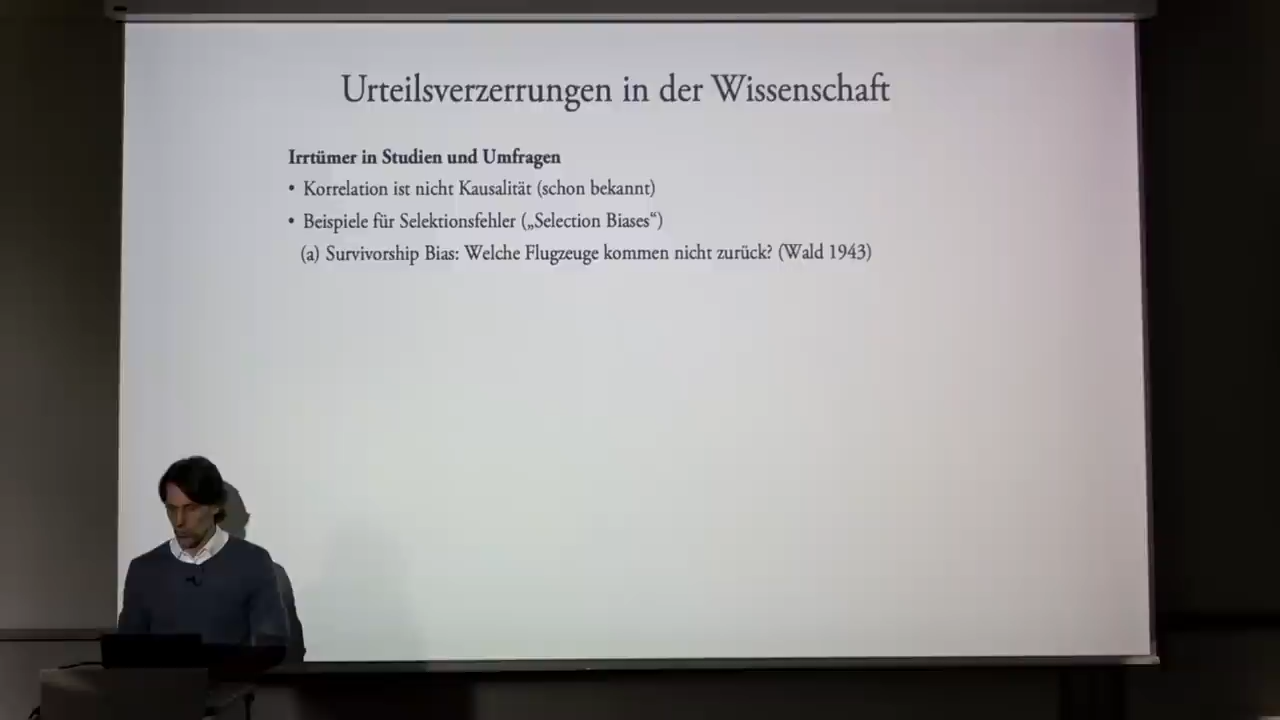 Urteilsverzerrungen in der Wissenschaft
Irrtümer in Studien und Umfragen
• Korrelation ist nicht Kausalität (schon bekannt)
• Beispiele für Selektionsfehler („Selection Biases“)
(a) Survivorship Bias: Welche Flugzeuge kommen nicht zurück? (Wald 1943)